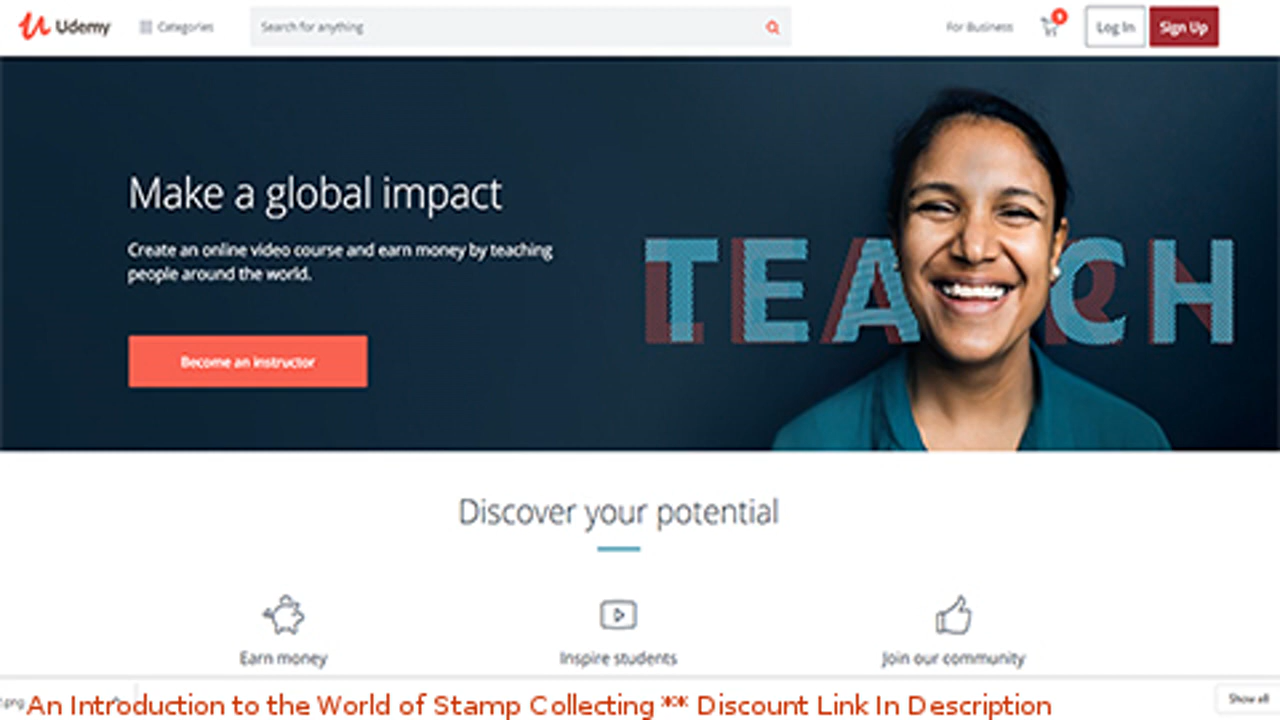 Udemy Categories Search for anything For Business 0 Log In Sign Up
Make a global impact
Create an online video course and earn money by teaching
people around the world.
TEACH
Become an instructor
Discover your potential
Earn money Inspire students Join our community
.png An Introduction to the World of Stamp Collecting ** Discount Link In Description Show all